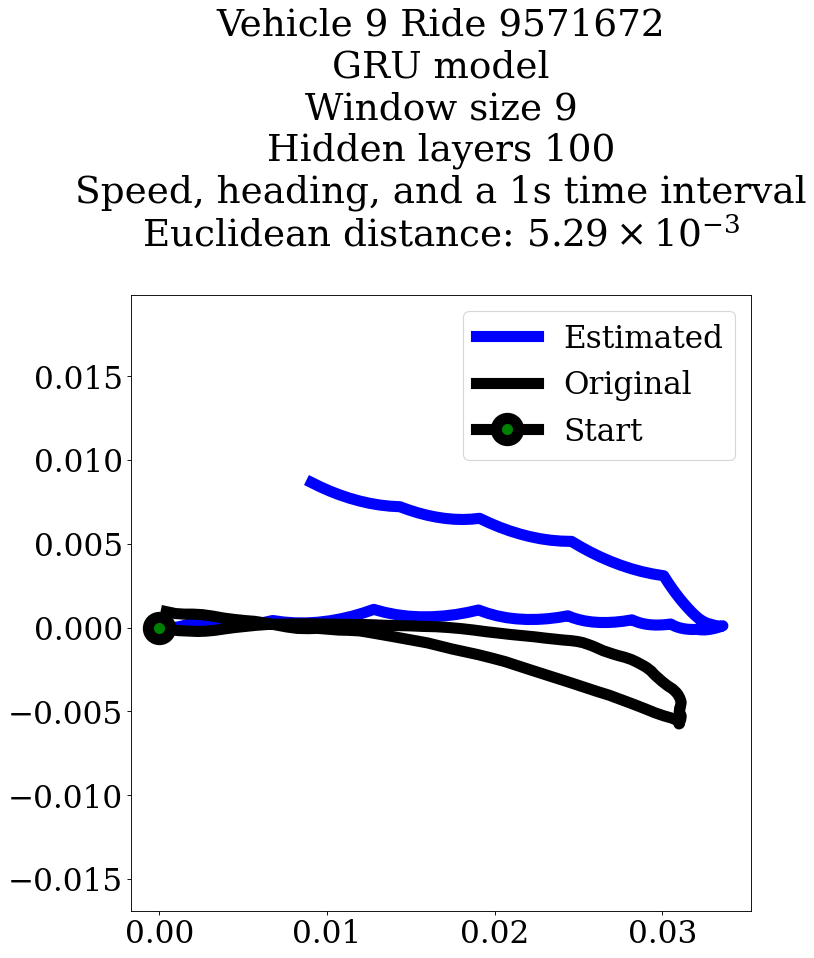 Vehicle 9 Ride 9571672
GRU model
Window size 9
Hidden layers 100
Speed, heading, and a 1s time interval
Euclidean distance: 5.29 × 10⁻³
Estimated
Original
Start
0.015
0.010
0.005
0.000
−0.005
−0.010
−0.015
0.00 0.01 0.02 0.03